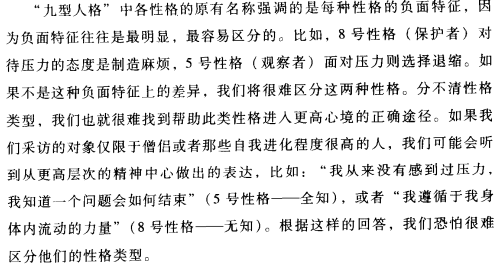 “九型人格”中各性格的原有名称强调的是每种性格的负面特征，因
为负面特征往往是最明显，最容易区分的。比如，8 号性格（保护者）对
待压力的态度是制造麻烦，5 号性格（观察者）面对压力则选择退缩。如
果不是这种负面特征上的差异，我们将很难区分这两种性格。分不清性格
类型，我们也就很难找到帮助此类性格进入更高心境的正确途径。如果我
们采访的对象仅限于僧侣或者那些自我进化程度很高的人，我们可能会听
到从更高层次的精神中心做出的表达，比如：“我从来没有感到过压力，
我知道一个问题会如何结束”（5 号性格——全知），或者“我遵循于我身
体内流动的力量”（8 号性格——无知）。根据这样的回答，我们恐怕很难
区分他们的性格类型。